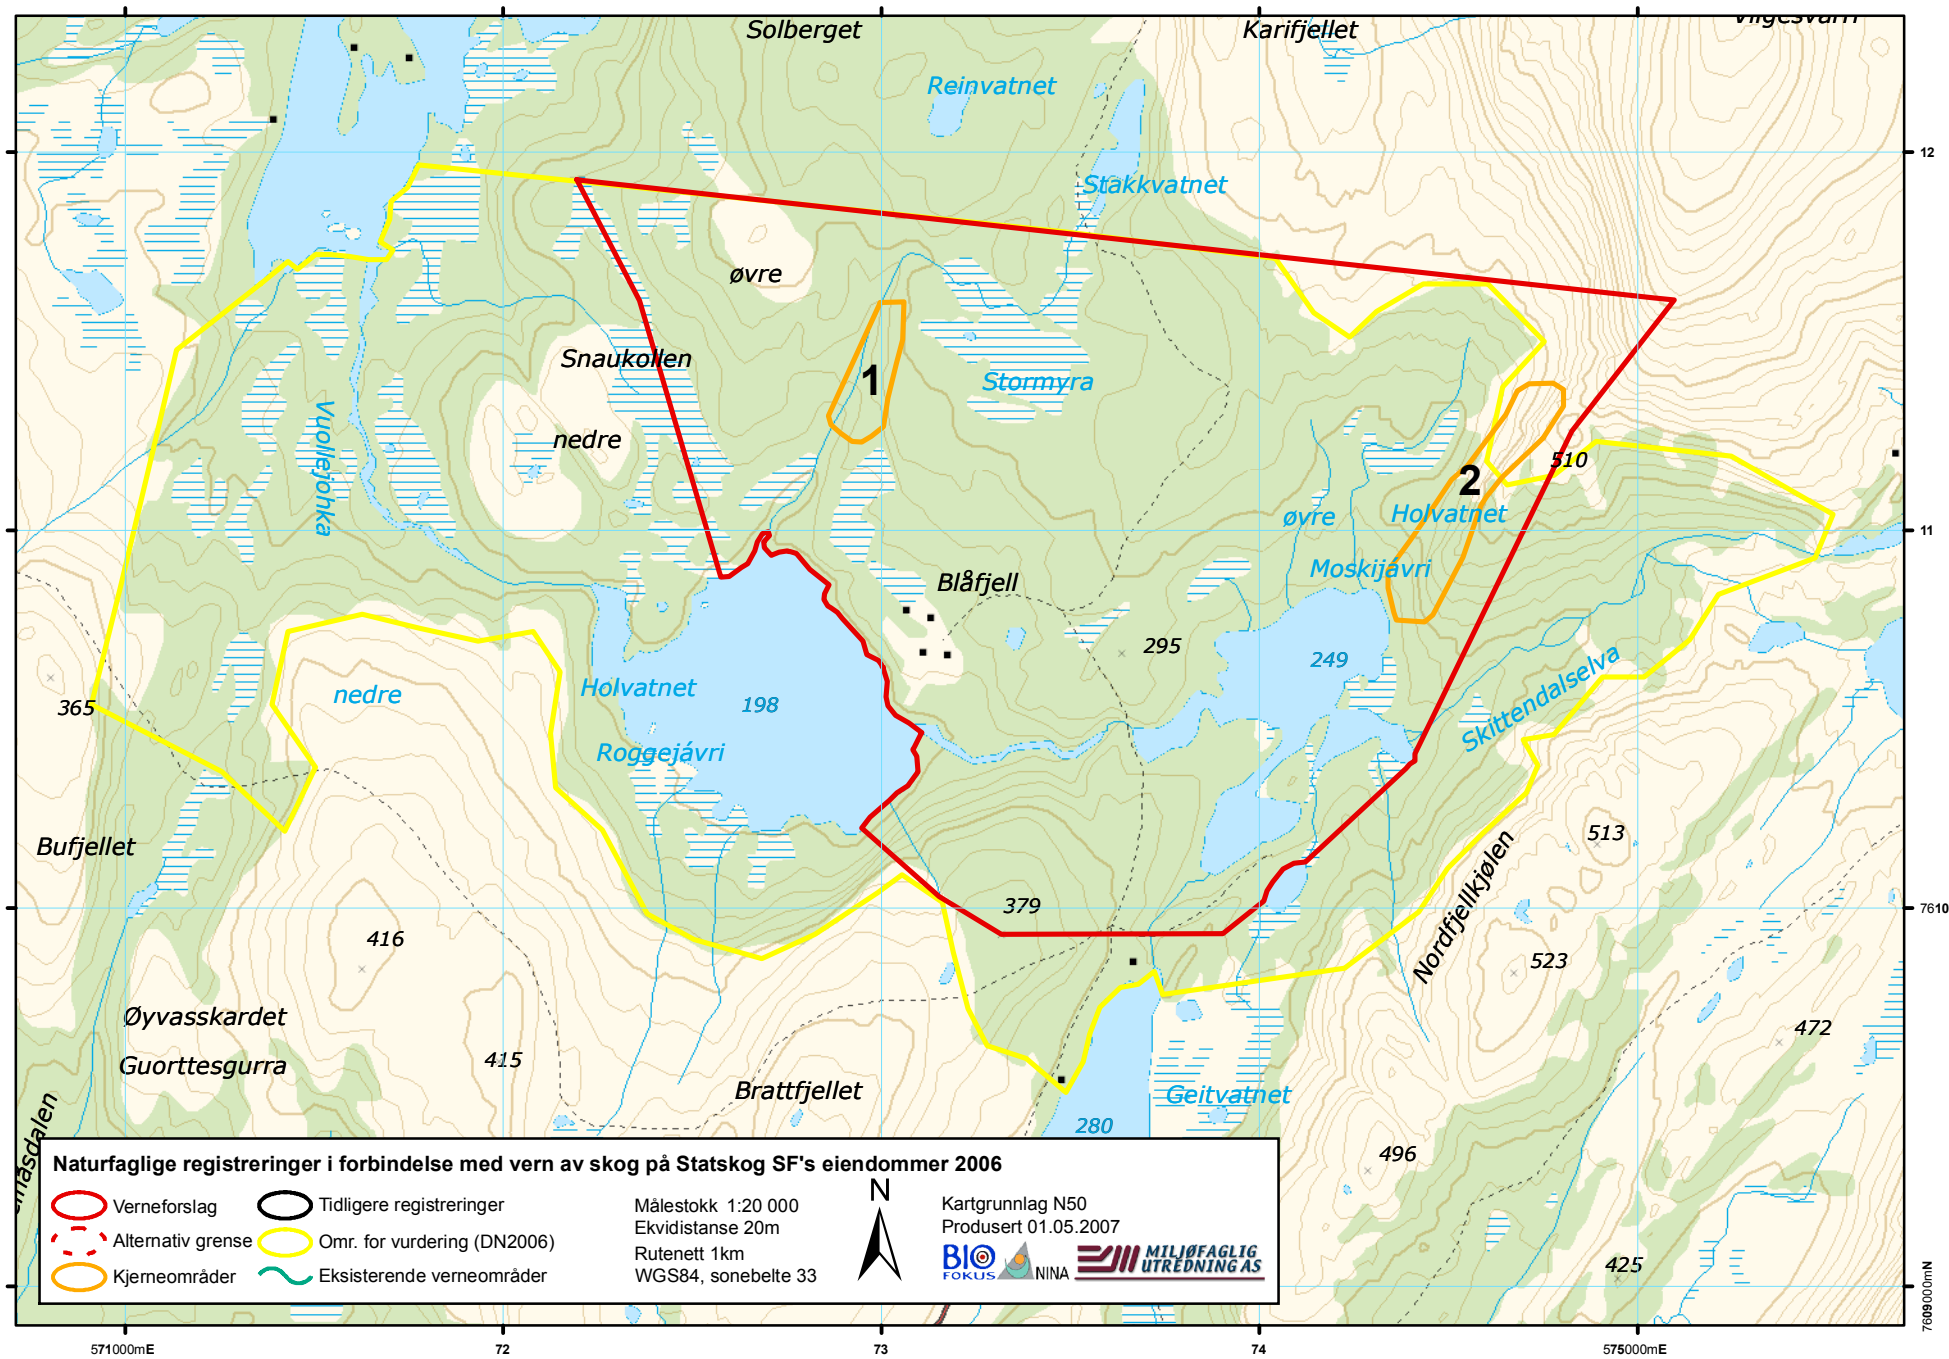 Solberget
Karifjellet
Reinvatnet
12
Stakkvatnet
øvre
Snaukollen
nedre
1
Stormyra
Vuollejohka
510
2
øvre
Holvatnet
11
Moskijávri
Blåfjell
295
249
Skittendalselva
365
nedre
Holvatnet
198
Roggejávri
Bufjellet
513
Nordfjellkjølen
379
7610
416
523
Øyvasskardet
472
Guorttesgurra
415
Brattfjellet
Geitvatnet
280
496
425
Naturfaglige registreringer i forbindelse med vern av skog på Statskog SF's eiendommer 2006
Verneforslag
Alternativ grense
Kjerneområder
Tidligere registreringer
Omr. for vurdering (DN2006)
Eksisterende verneområder
Målestokk 1:20 000
Ekvidistanse 20m
Rutenett 1km
WGS84, sonebelte 33
N
Kartgrunnlag N50
Produsert 01.05.2007
BIO
FOKUS
NINA
MILJØFAGLIG
UTREDNING AS
7609000mN
571000mE
72
73
74
575000mE